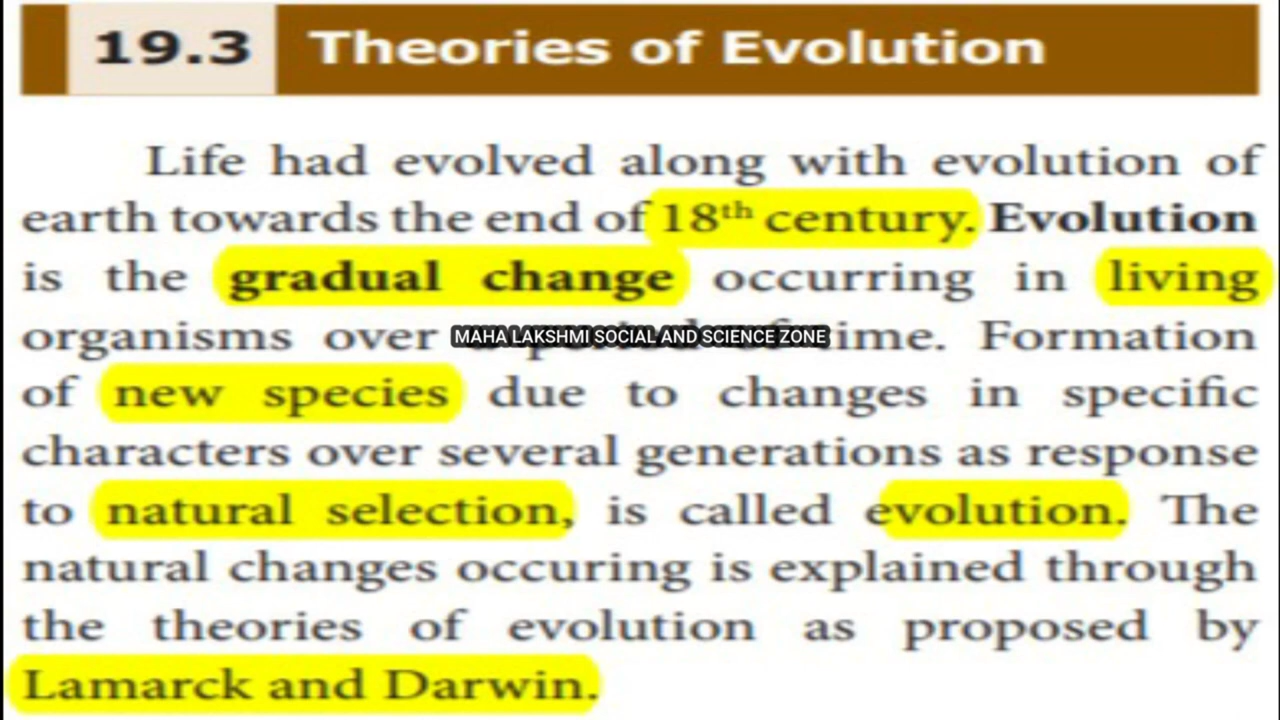 19.3 Theories of Evolution
Life had evolved along with evolution of
earth towards the end of 18th century. Evolution
is the gradual change occurring in living
organisms over
MAHA LAKSHMI SOCIAL AND SCIENCE ZONE
time. Formation
of new species due to changes in specific
characters over several generations as response
to natural selection, is called evolution. The
natural changes occuring is explained through
the theories of evolution as proposed by
Lamarck and Darwin.